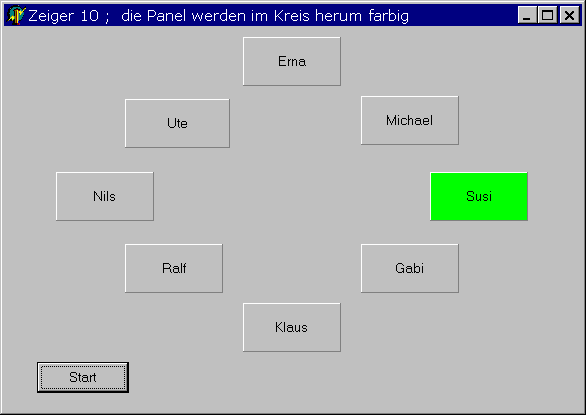 Zeiger 10 ;  die Panel werden im Kreis herum farbig
Erna
Ute
Michael
Nils
Susi
Ralf
Gabi
Klaus
Start